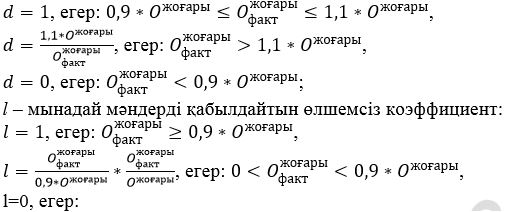 d = 1, егер: 0,9 * О^жоғары ≤ О^жоғары_факт ≤ 1,1 * О^жоғары,
d = (1,1*О^жоғары)/(О^жоғары_факт), егер: О^жоғары_факт > 1,1 * О^жоғары,
d = 0, егер: О^жоғары_факт < 0,9 * О^жоғары;
l – мынадай мәндерді қабылдайтын өлшемсіз коэффициент:
l = 1, егер: О^жоғары_факт ≥ 0,9 * О^жоғары,
l = (О^жоғары_факт)/(0,9*О^жоғары) * (О^жоғары_факт)/(О^жоғары), егер: 0 < О^жоғары_факт < 0,9 * О^жоғары,
l=0, егер: